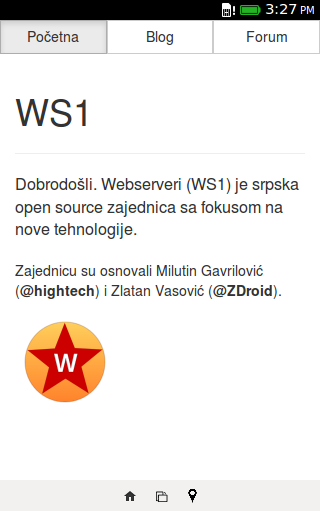 3:27 PM
Početna
Blog
Forum
WS1
Dobrodošli. Webserveri (WS1) je srpska
open source zajednica sa fokusom na
nove tehnologije.
Zajednicu su osnovali Milutin Gavrilović
(@hightech) i Zlatan Vasović (@ZDroid).
W